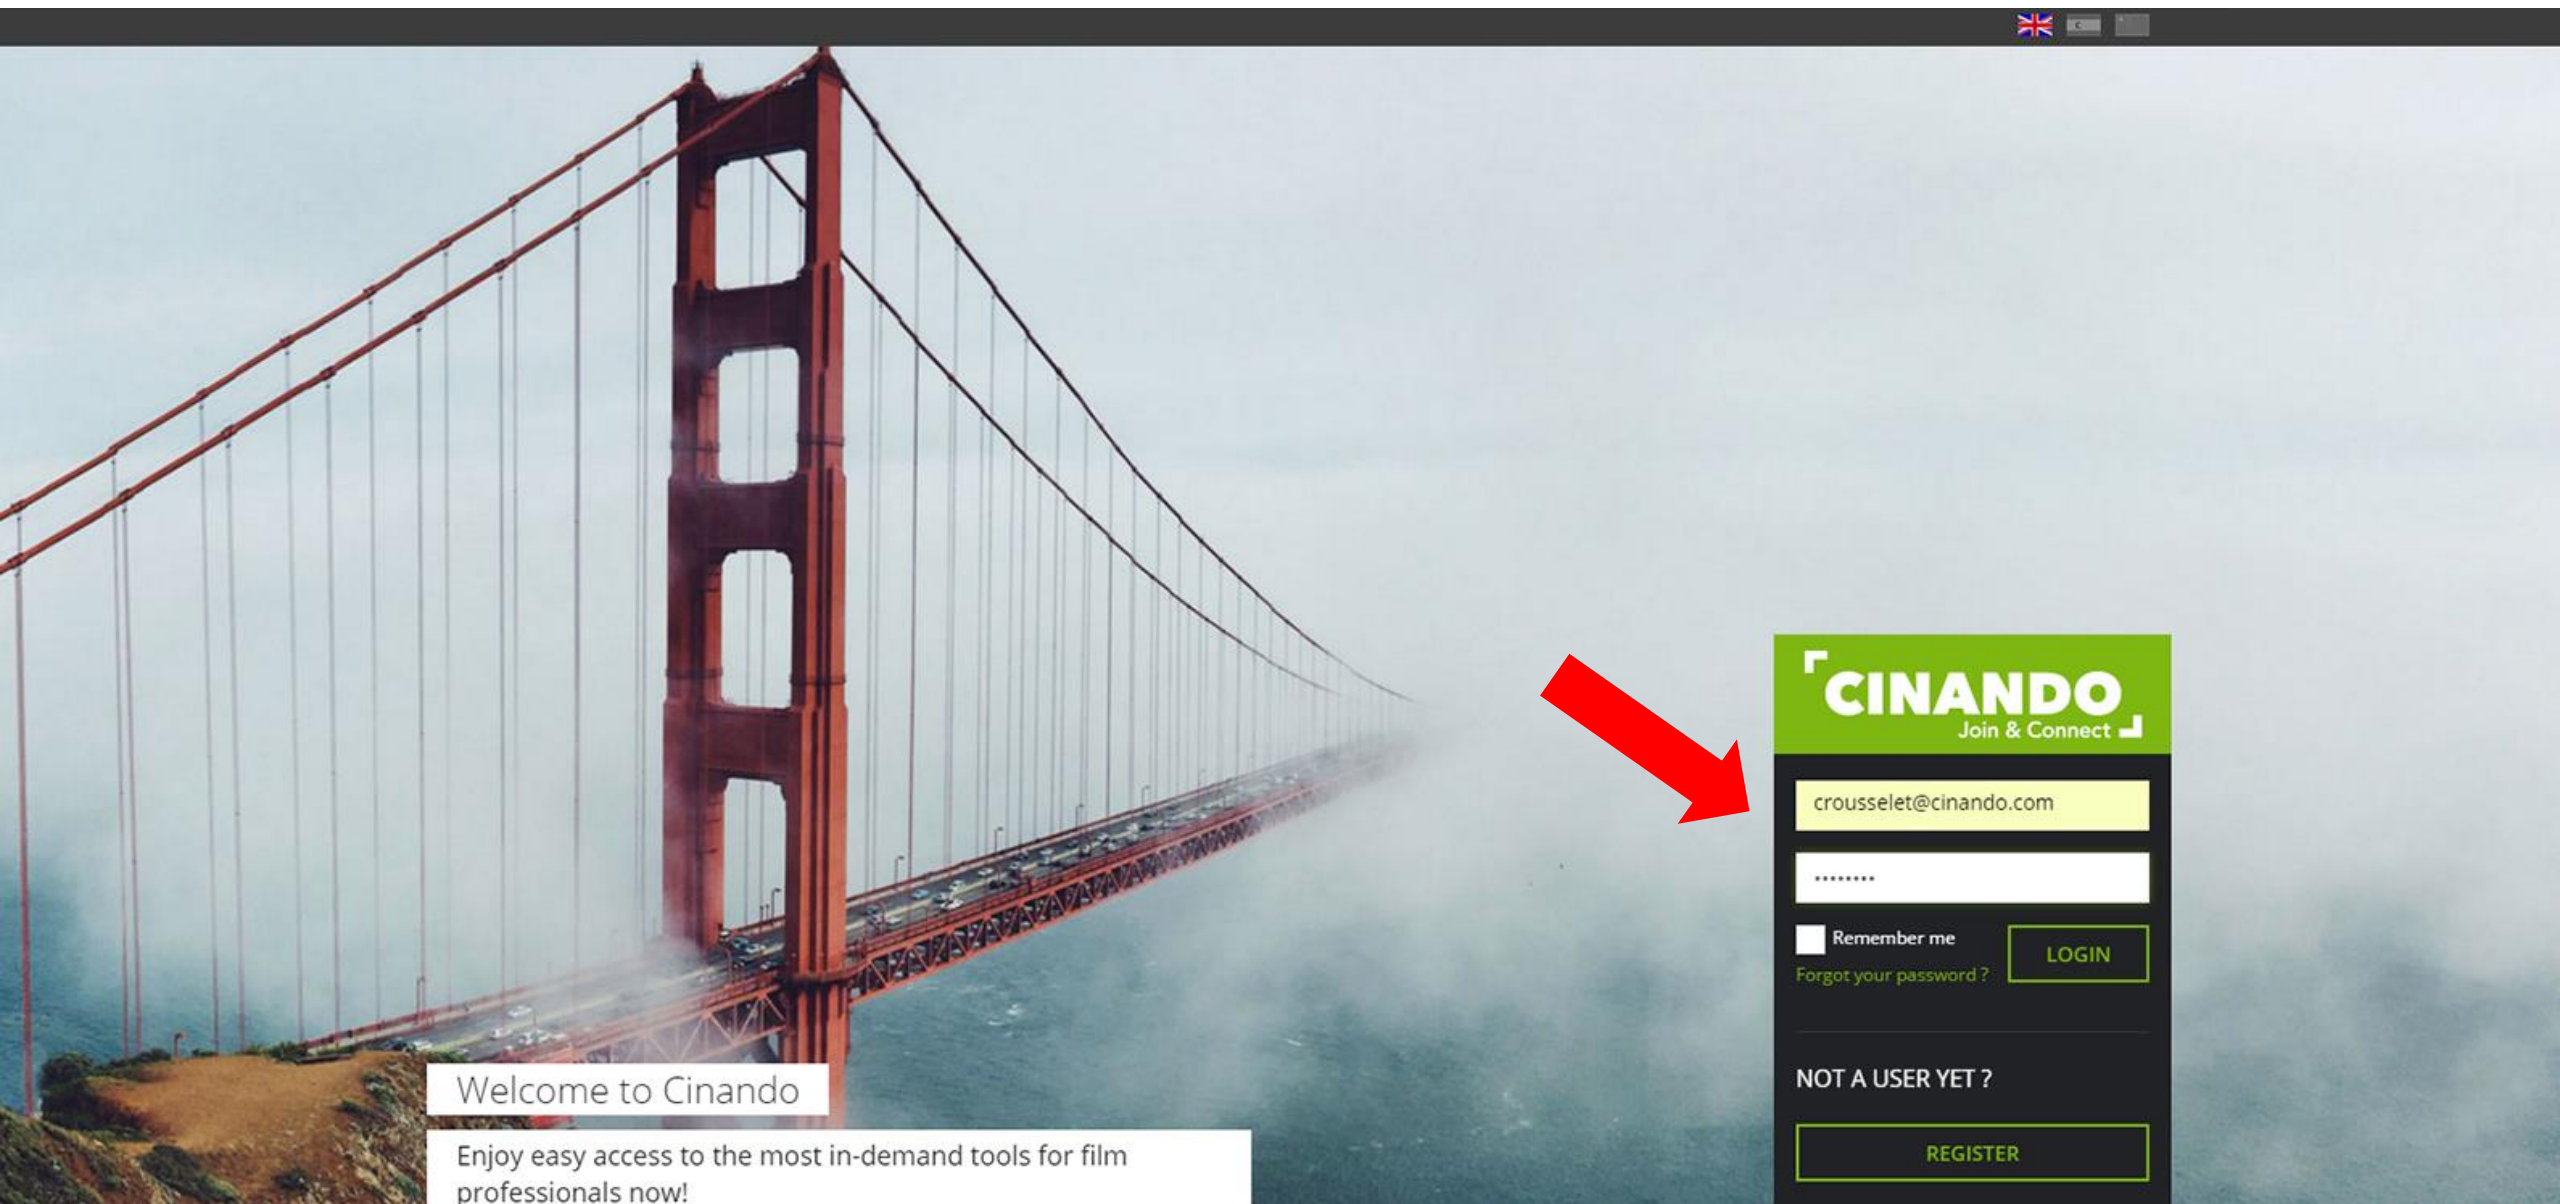 CINANDO
Join & Connect
crousselet@cinando.com
........
Remember me
LOGIN
Forgot your password ?
NOT A USER YET ?
REGISTER
Welcome to Cinando
Enjoy easy access to the most in-demand tools for film
professionals now!